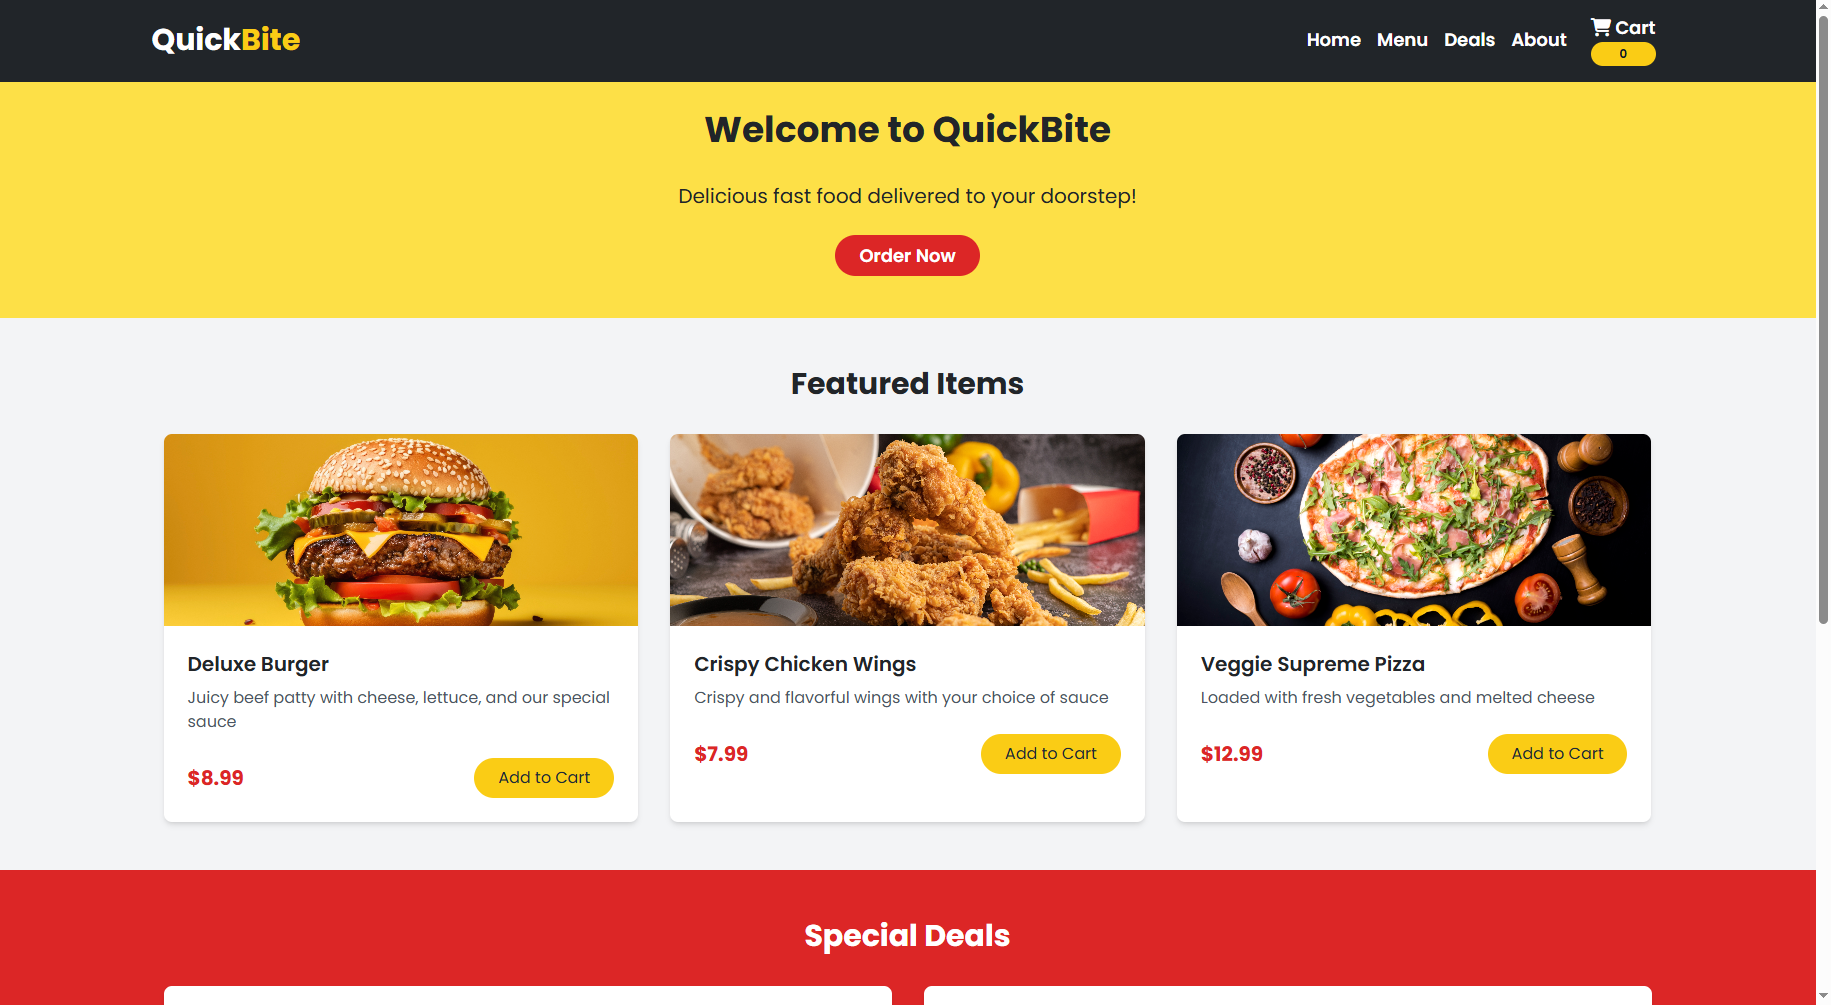 QuickBite
Home Menu Deals About Cart
0
Welcome to QuickBite
Delicious fast food delivered to your doorstep!
Order Now
Featured Items
Deluxe Burger
Juicy beef patty with cheese, lettuce, and our special
sauce
$8.99 Add to Cart
Crispy Chicken Wings
Crispy and flavorful wings with your choice of sauce
$7.99 Add to Cart
Veggie Supreme Pizza
Loaded with fresh vegetables and melted cheese
$12.99 Add to Cart
Special Deals